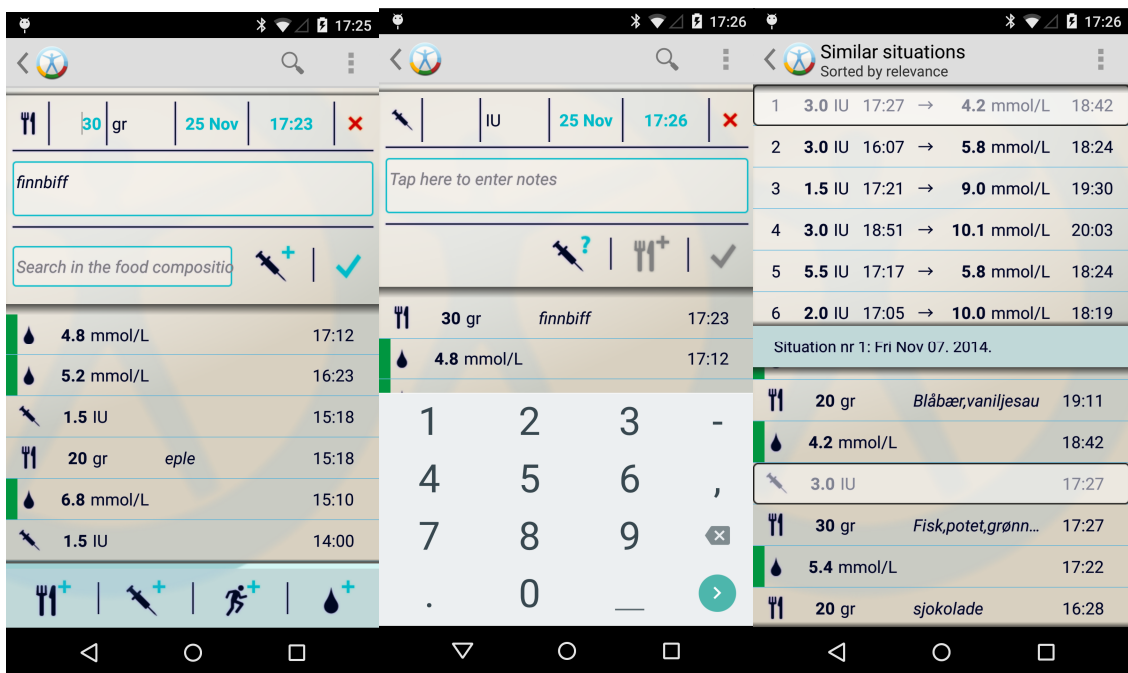 17:25
30 gr 25 Nov 17:23
finnbiff
Search in the food compositio
4.8 mmol/L 17:12
5.2 mmol/L 16:23
1.5 IU 15:18
20 gr eple 15:18
6.8 mmol/L 15:10
1.5 IU 14:00
17:26
IU 25 Nov 17:26
Tap here to enter notes
?
30 gr finnbiff 17:23
4.8 mmol/L 17:12
1 2 3 -
4 5 6 ,
7 8 9
. 0 _
17:26
Similar situations
Sorted by relevance
1 3.0 IU 17:27 → 4.2 mmol/L 18:42
2 3.0 IU 16:07 → 5.8 mmol/L 18:24
3 1.5 IU 17:21 → 9.0 mmol/L 19:30
4 3.0 IU 18:51 → 10.1 mmol/L 20:03
5 5.5 IU 17:17 → 5.8 mmol/L 18:24
6 2.0 IU 17:05 → 10.0 mmol/L 18:19
Situation nr 1: Fri Nov 07. 2014.
20 gr Blåbær,vaniljesau 19:11
4.2 mmol/L 18:42
3.0 IU 17:27
30 gr Fisk,potet,grønn... 17:27
5.4 mmol/L 17:22
20 gr sjokolade 16:28